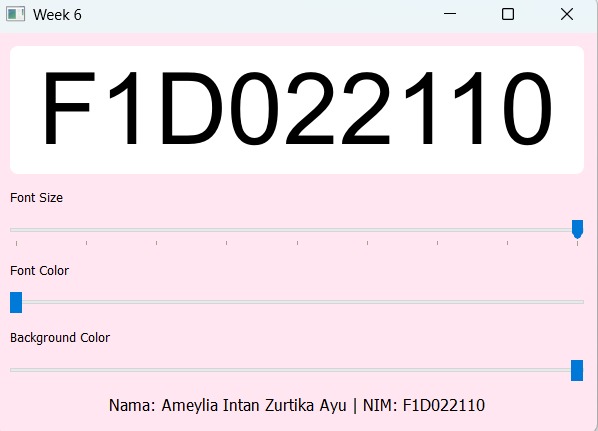 Week 6
F1D022110
Font Size
Font Color
Background Color
Nama: Ameylia Intan Zurtika Ayu | NIM: F1D022110